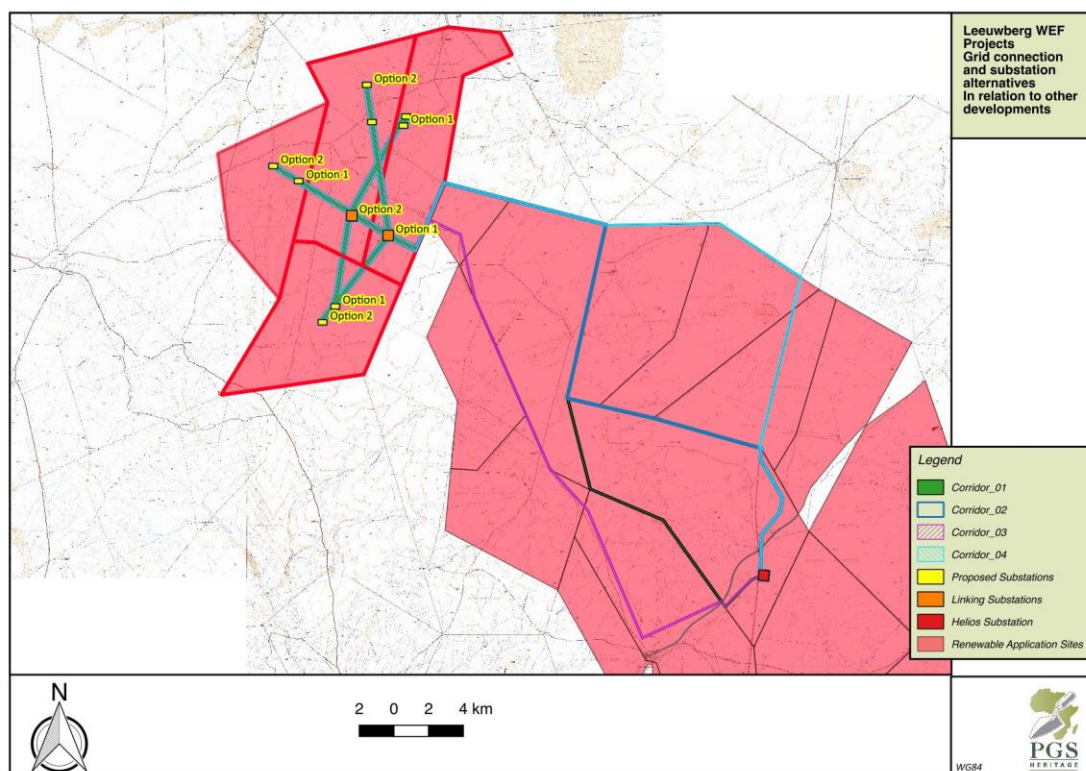 Leeuwberg WEF
Projects
Grid connection
and substation
alternatives
In relation to other
developments
Option 2
Option 1
Option 2
Option 1
Option 2
Option 1
Option 1
Option 2
Legend
Corridor_01
Corridor_02
Corridor_03
Corridor_04
Proposed Substations
Linking Substations
Helios Substation
Renewable Application Sites
N
2 0 2 4 km
WG84
PGS
HERITAGE